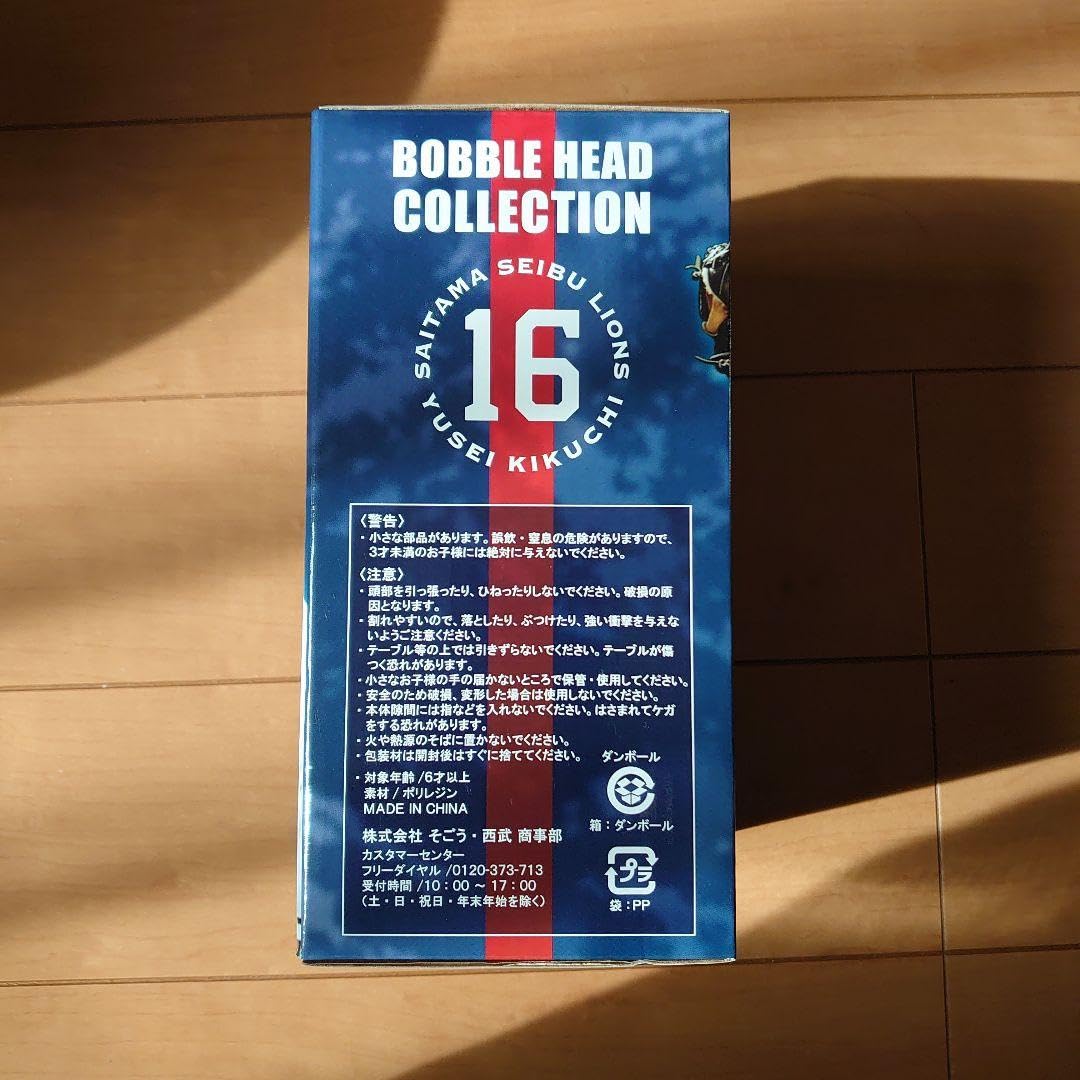 BOBBLE HEAD
COLLECTION
SAITAMA SEIBU LIONS
16
YUSEI KIKUCHI
〈警告〉
・小さな部品があります。誤飲・窒息の危険がありますので、
3才未満のお子様には絶対に与えないでください。
〈注意〉
・頭部を引っ張ったり、ひねったりしないでください。破損の原
因となります。
・割れやすいので、落としたり、ぶつけたり、強い衝撃を与えな
いようご注意ください。
・テーブル等の上では引きずらないでください。テーブルが傷
つく恐れがあります。
・小さなお子様の手の届かないところで保管・使用してください。
・安全のため破損、変形した場合は使用しないでください。
・本体隙間には指などを入れないでください。はさまれてケガ
をする恐れがあります。
・火や熱源のそばに置かないでください。
・包装材は開封後はすぐに捨ててください。
・対象年齢/6才以上
素材/ポリレジン
MADE IN CHINA
株式会社 そごう・西武 商事部
カスタマーセンター
フリーダイヤル/0120-373-713
受付時間/10：00～17：00
（土・日・祝日・年末年始を除く）
ダンボール
箱：ダンボール
プラ
袋：PP